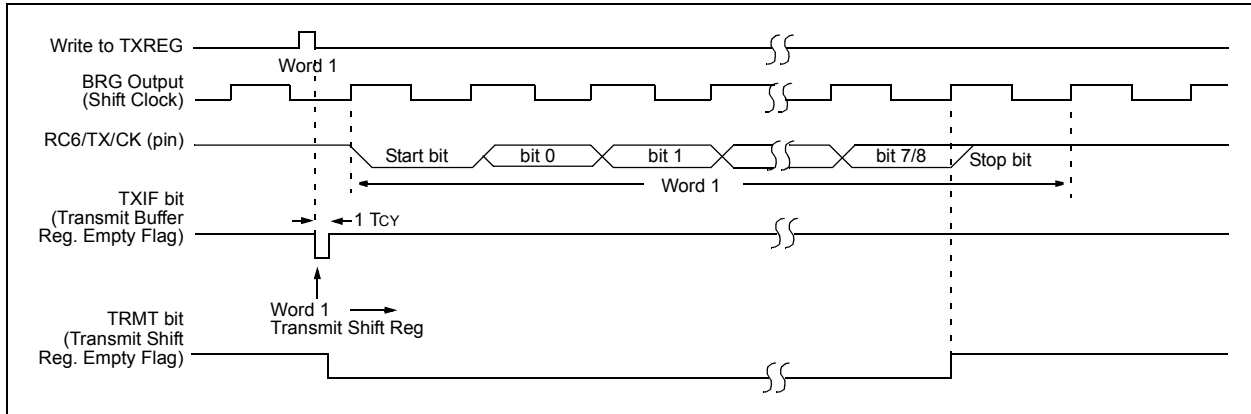 Write to TXREG
Word 1
BRG Output
(Shift Clock)
RC6/TX/CK (pin)
Start bit
bit 0
bit 1
bit 7/8
Stop bit
Word 1
TXIF bit
(Transmit Buffer
Reg. Empty Flag)
1 TCY
Word 1
Transmit Shift Reg
TRMT bit
(Transmit Shift
Reg. Empty Flag)